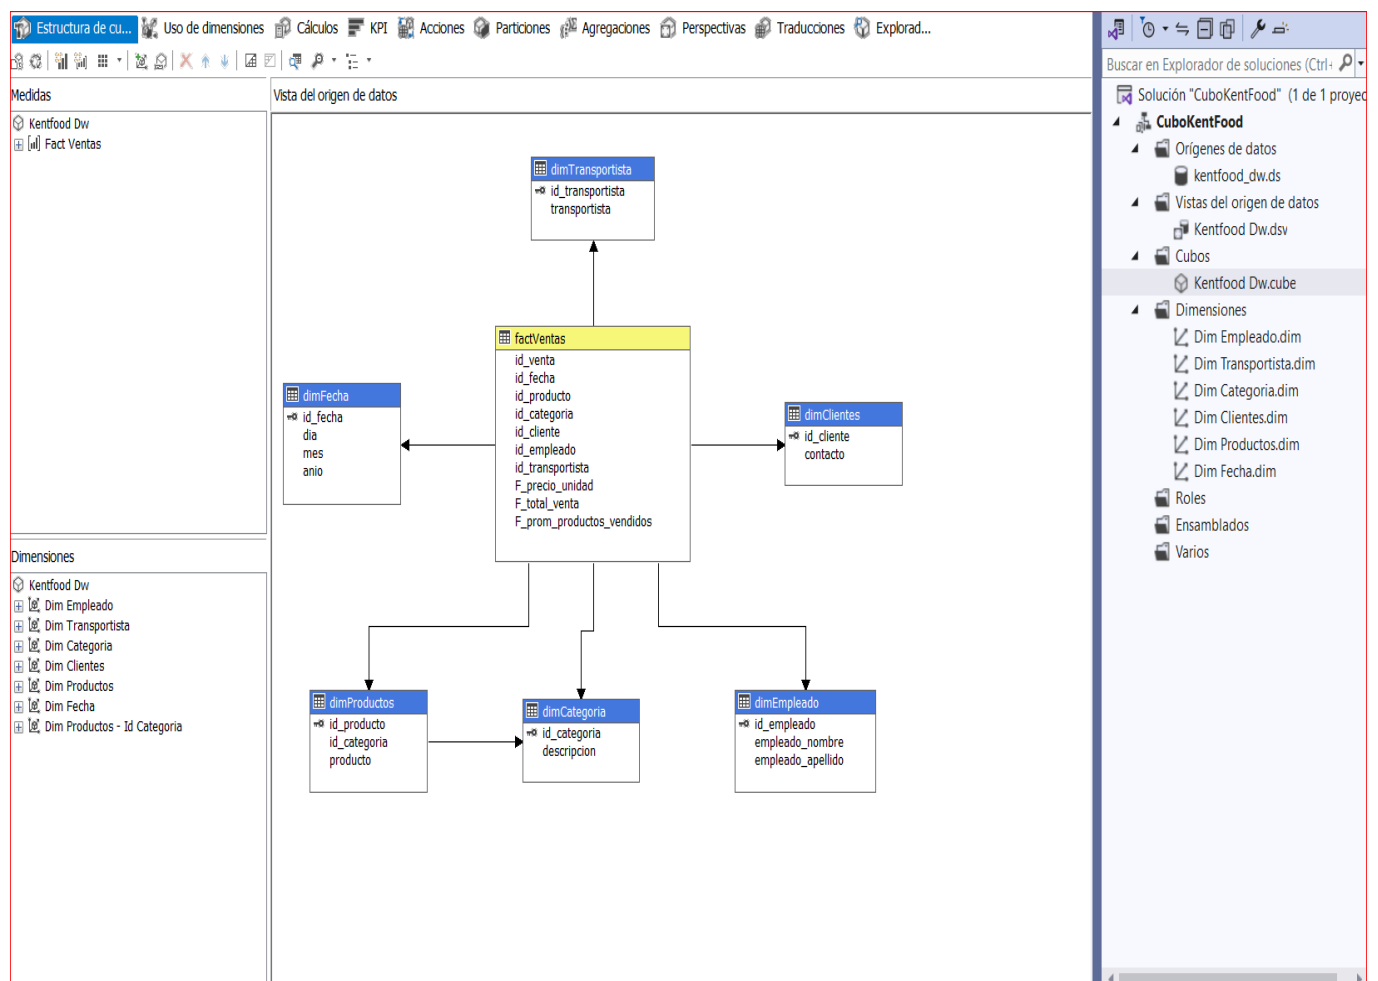 Estructura de cu... Uso de dimensiones Cálculos KPI Acciones Particiones Agregaciones Perspectivas Traducciones Explorad...
Medidas
Kentfood Dw
Fact Ventas
Dimensiones
Kentfood Dw
Dim Empleado
Dim Transportista
Dim Categoria
Dim Clientes
Dim Productos
Dim Fecha
Dim Productos - Id Categoria
Vista del origen de datos
dimTransportista
id_transportista
transportista
factVentas
id_venta
id_fecha
id_producto
id_categoria
id_cliente
id_empleado
id_transportista
F_precio_unidad
F_total_venta
F_prom_productos_vendidos
dimFecha
id_fecha
dia
mes
anio
dimClientes
id_cliente
contacto
dimProductos
id_producto
id_categoria
producto
dimCategoria
id_categoria
descripcion
dimEmpleado
id_empleado
empleado_nombre
empleado_apellido
Buscar en Explorador de soluciones (Ctrl+
Solución "CuboKentFood" (1 de 1 proyec
CuboKentFood
Orígenes de datos
kentfood_dw.ds
Vistas del origen de datos
Kentfood Dw.dsv
Cubos
Kentfood Dw.cube
Dimensiones
Dim Empleado.dim
Dim Transportista.dim
Dim Categoria.dim
Dim Clientes.dim
Dim Productos.dim
Dim Fecha.dim
Roles
Ensamblados
Varios